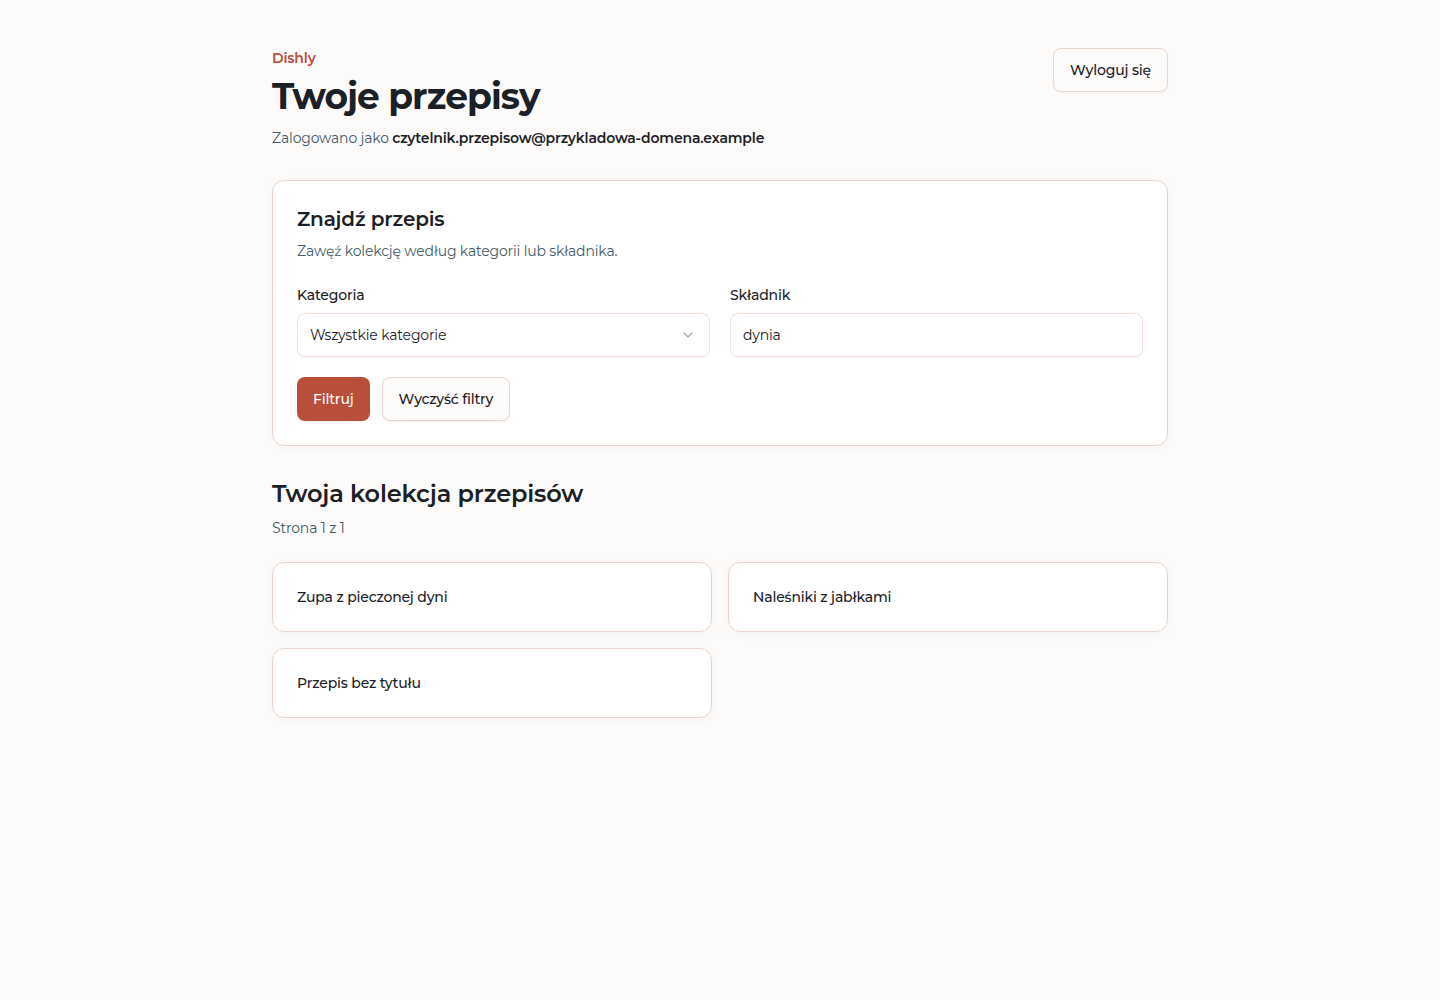 Dishly
Wyloguj się
Twoje przepisy
Zalogowano jako czytelnik.przepisow@przykladowa-domena.example
Znajdź przepis
Zawęź kolekcję według kategorii lub składnika.
Kategoria
Składnik
Wszystkie kategorie
dynia
Filtruj
Wyczyść filtry
Twoja kolekcja przepisów
Strona 1 z 1
Zupa z pieczonej dyni
Naleśniki z jabłkami
Przepis bez tytułu